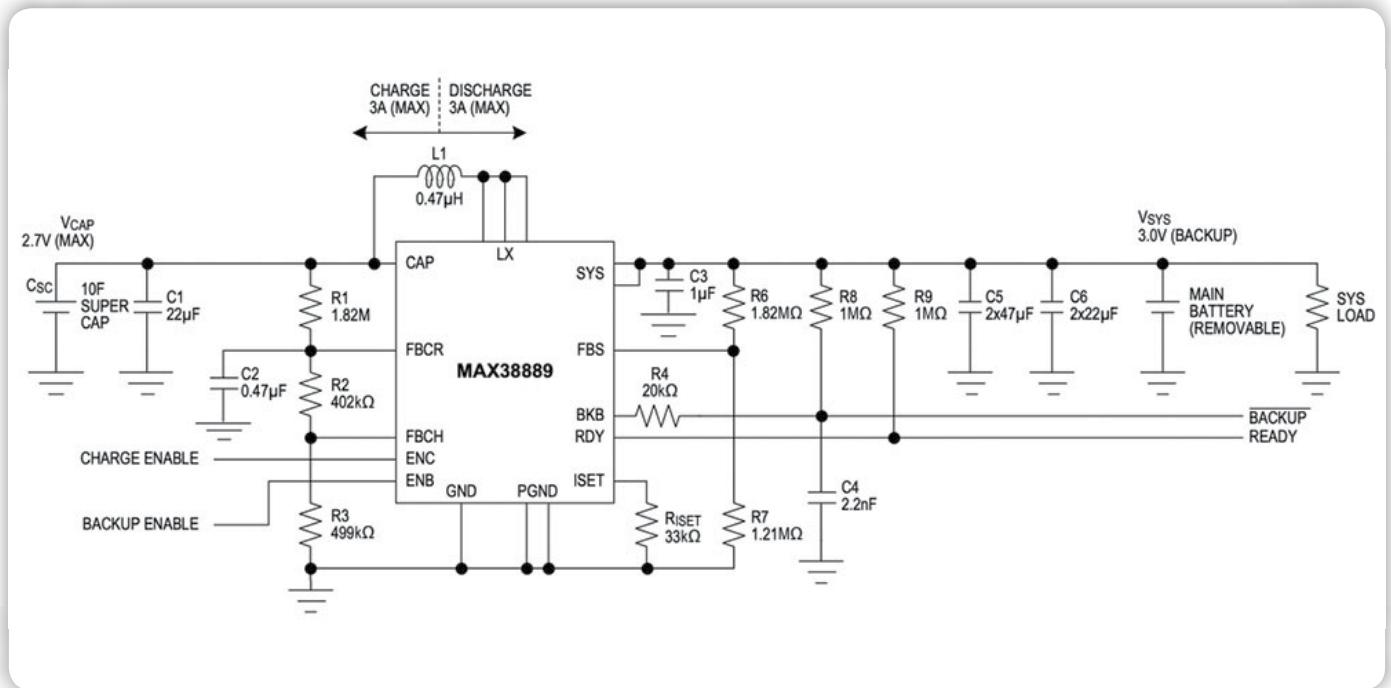 CHARGE
3A (MAX)
DISCHARGE
3A (MAX)
L1
0.47µH
VCAP
2.7V (MAX)
VSYS
3.0V (BACKUP)
CSC
10F
SUPER
CAP
C1
22µF
R1
1.82M
CAP
LX
SYS
C3
1µF
R6
1.82MΩ
R8
1MΩ
R9
1MΩ
C5
2x47µF
C6
2x22µF
MAIN
BATTERY
(REMOVABLE)
SYS
LOAD
FBCR
MAX38889
FBS
C2
0.47µF
R2
402kΩ
R4
20kΩ
BKB
BACKUP
FBCH
RDY
READY
CHARGE ENABLE
ENC
ENB
ISET
GND
PGND
BACKUP ENABLE
R3
499kΩ
RISET
33kΩ
R7
1.21MΩ
C4
2.2nF